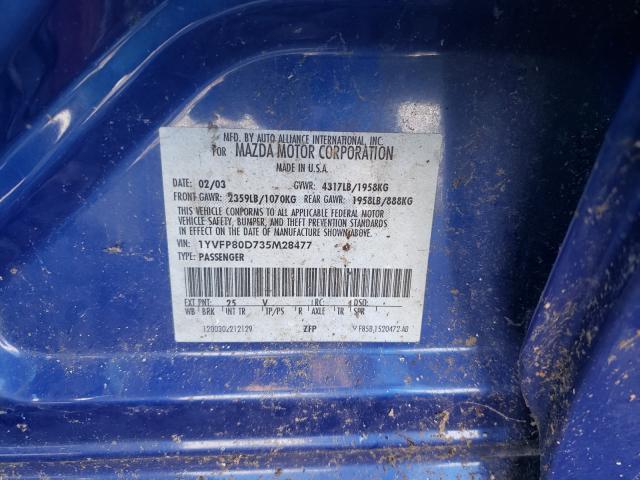 MFD. BY AUTO ALLIANCE INTERNATIONAL, INC.
FOR MAZDA MOTOR CORPORATION
MADE IN U.S.A.
DATE: 02/03 GVWR: 4317LB/1958KG
FRONT GAWR: 2359LB/1070KG REAR GAWR: 1958LB/888KG
THIS VEHICLE CONFORMS TO ALL APPLICABLE FEDERAL MOTOR
VEHICLE SAFETY, BUMPER, AND THEFT PREVENTION STANDARDS
IN EFFECT ON THE DATE OF MANUFACTURE SHOWN ABOVE.
VIN: 1YVFP80D735M28477
TYPE: PASSENGER
EXT PNT: 25 V RC: DSO:
WB BRK INT TR TP/PS R AXLE TR SPR
ZFP